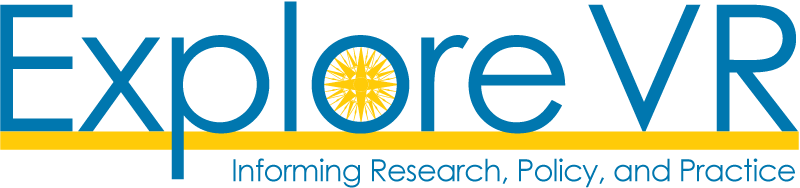 Explore VR
Informing Research, Policy, and Practice